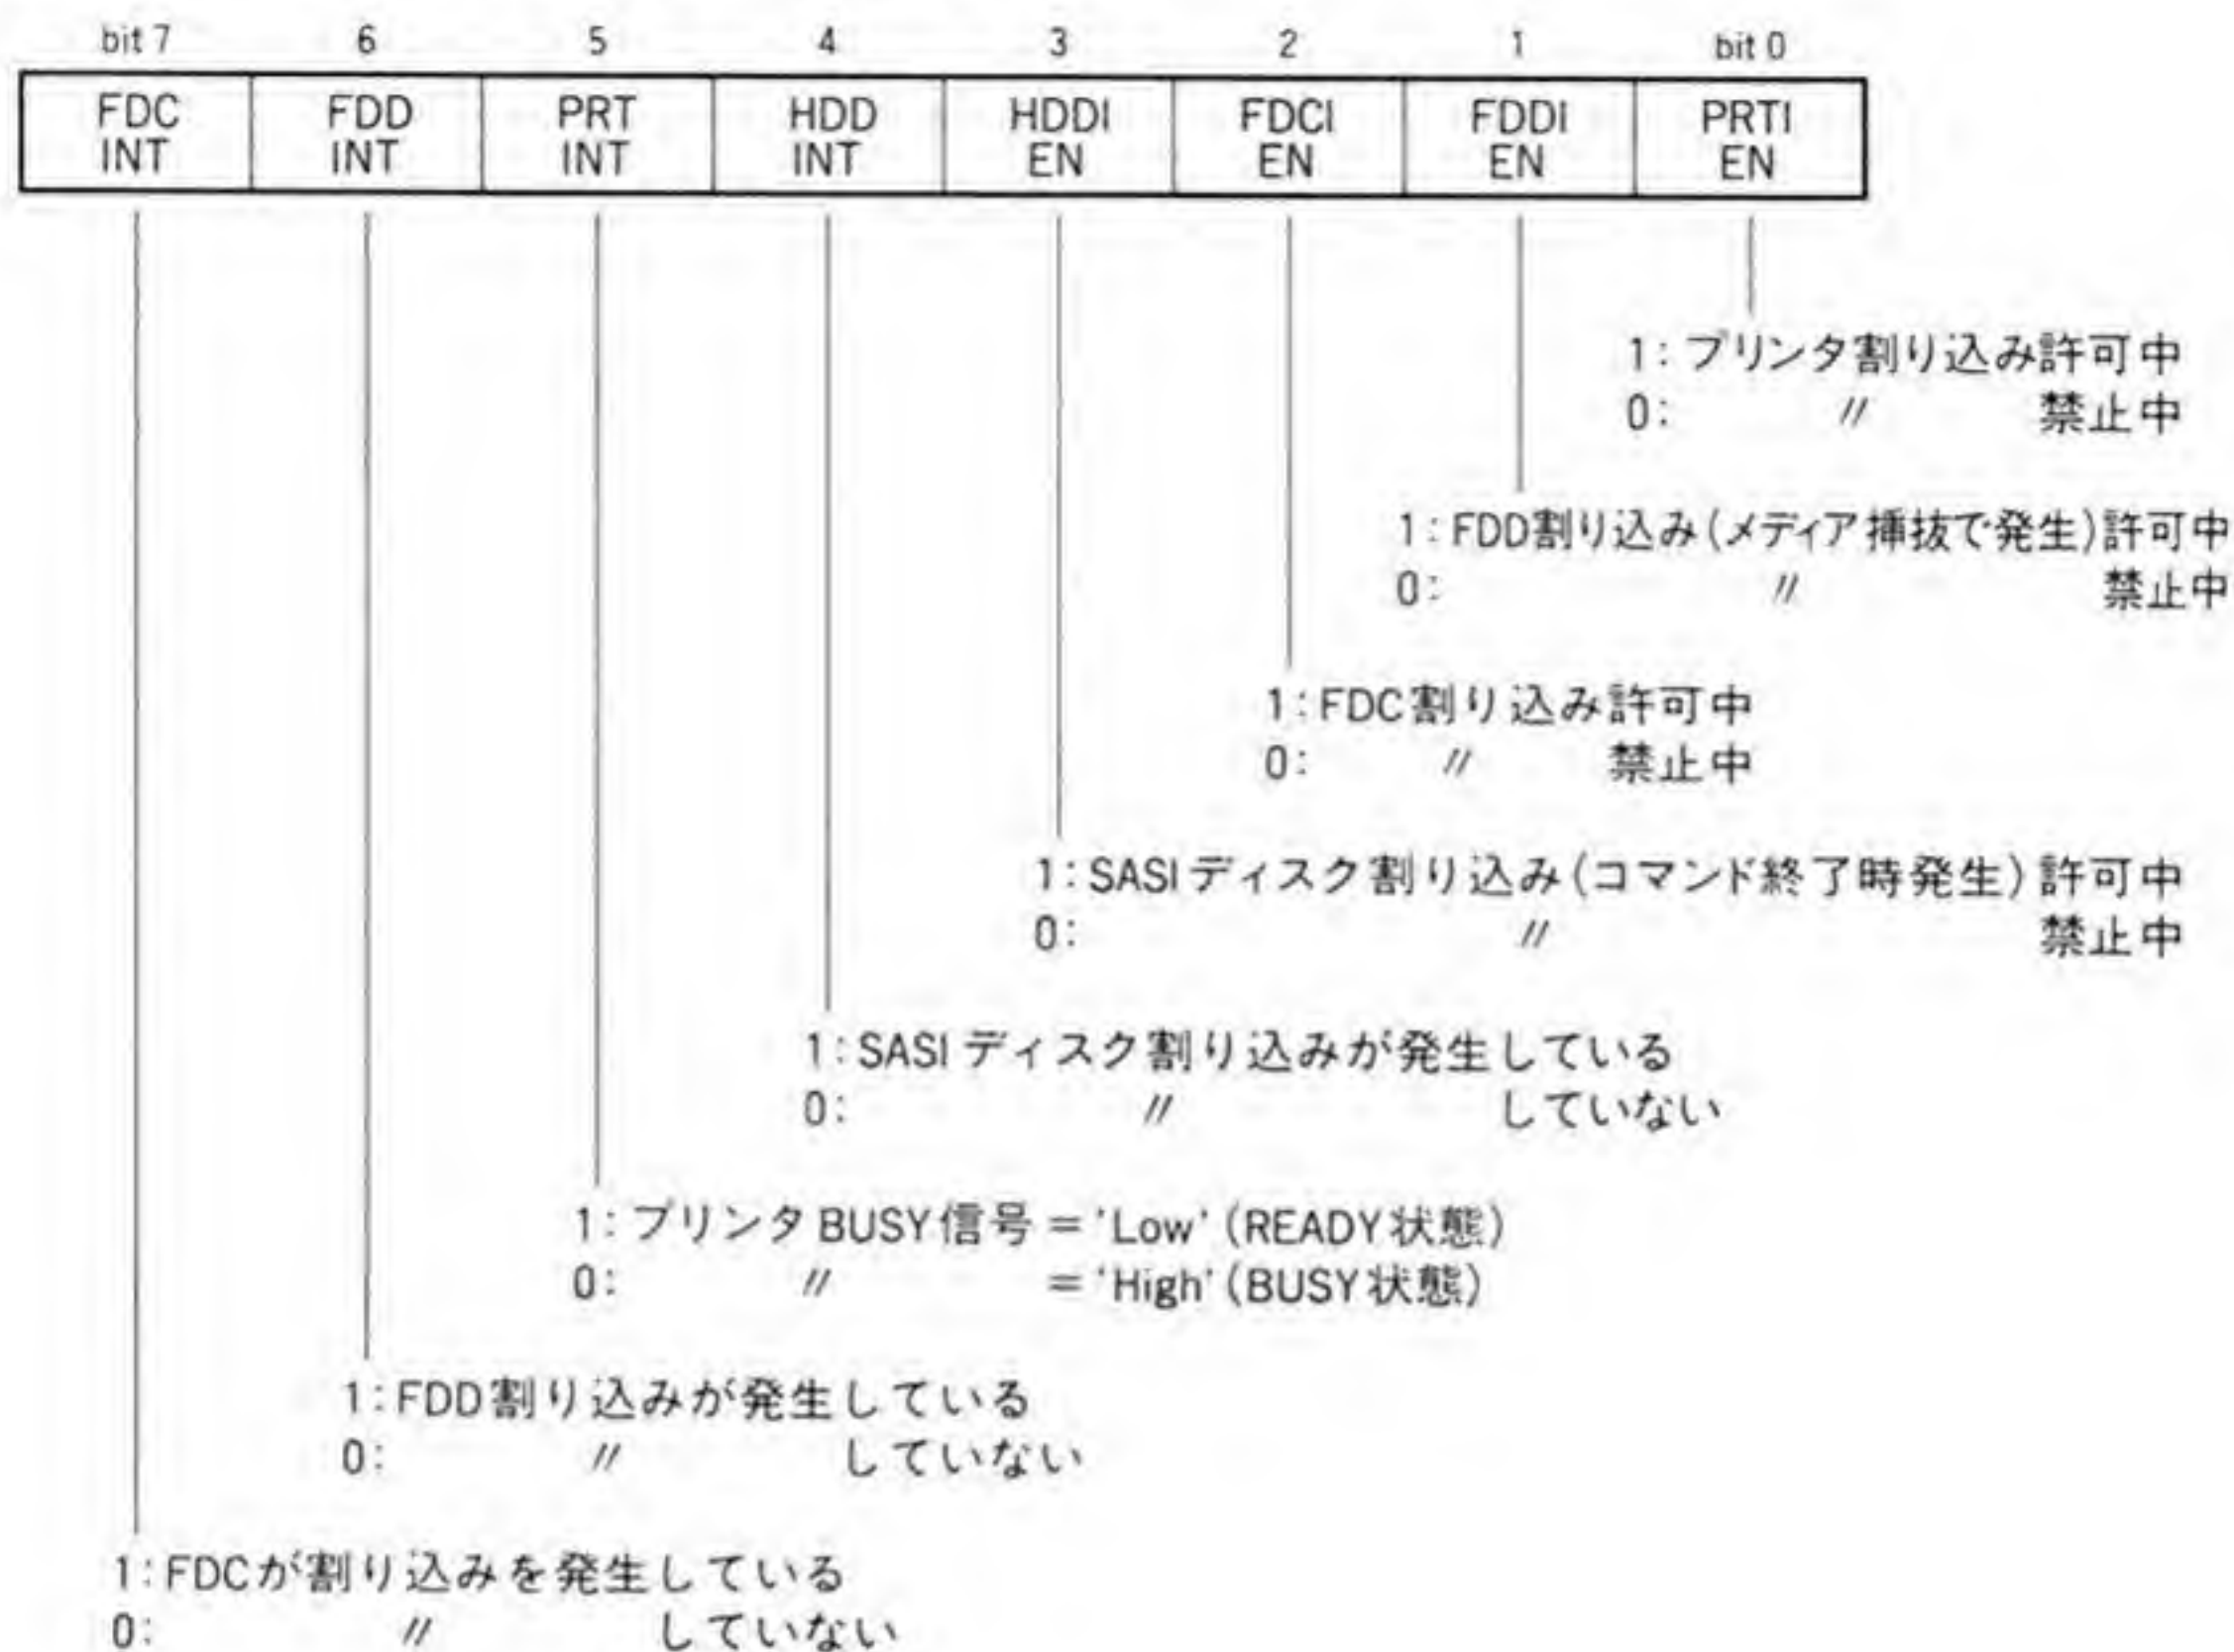 bit 7 6 5 4 3 2 1 bit 0
FDC INT FDD INT PRT INT HDD INT HDDI EN FDCI EN FDDI EN PRTI EN
1: プリンタ割り込み許可中
0: 〃 禁止中
1: FDD割り込み(メディア挿抜で発生)許可中
0: 〃 禁止中
1: FDC割り込み許可中
0: 〃 禁止中
1: SASIディスク割り込み(コマンド終了時発生)許可中
0: 〃 禁止中
1: SASIディスク割り込みが発生している
0: 〃 していない
1: プリンタBUSY信号='Low'(READY状態)
0: 〃 ='High'(BUSY状態)
1: FDD割り込みが発生している
0: 〃 していない
1: FDCが割り込みを発生している
0: 〃 していない